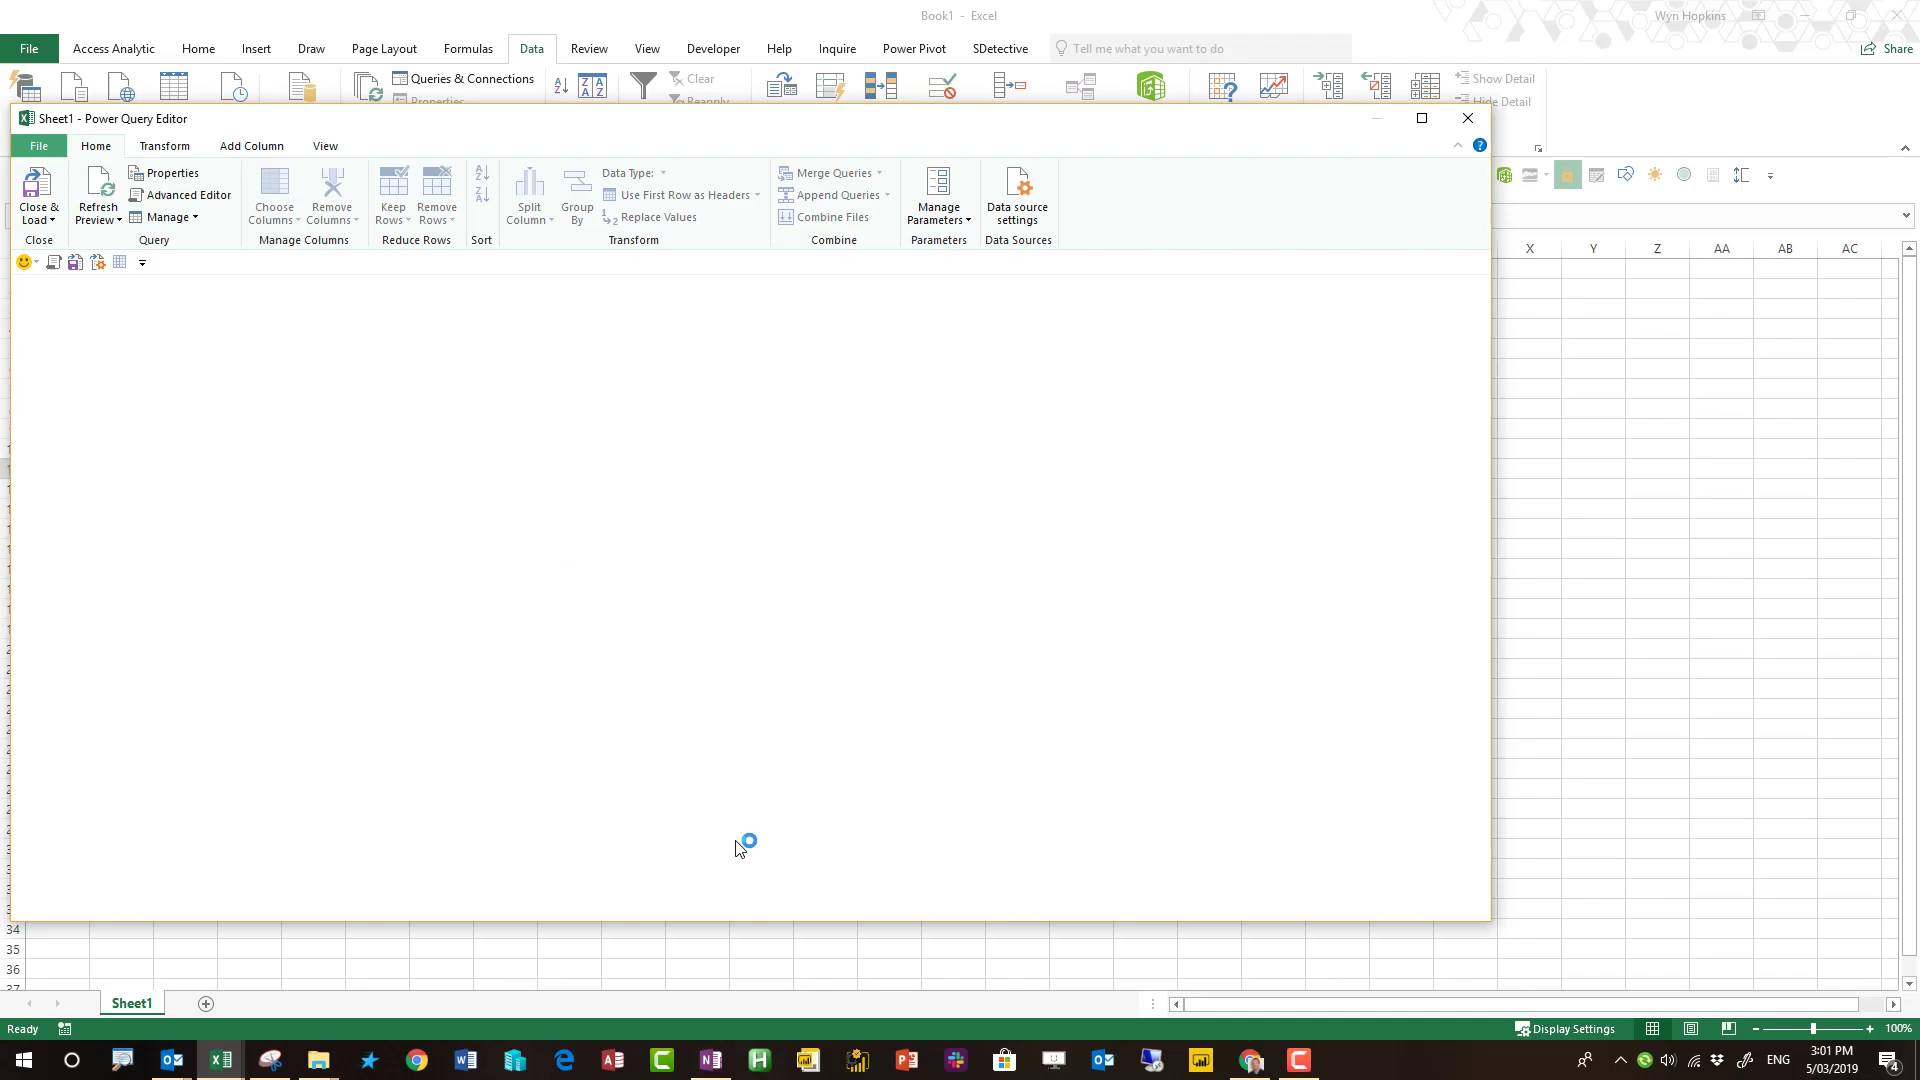 Book1 - Excel
Wyn Hopkins
File Access Analytic Home Insert Draw Page Layout Formulas Data Review View Developer Help Inquire Power Pivot SDetective Tell me what you want to do Share
Queries & Connections Clear Show Detail
Properties Reapply Hide Detail
Sheet1 - Power Query Editor
File Home Transform Add Column View
Close & Load
Refresh Preview
Properties
Advanced Editor
Manage
Choose Columns
Remove Columns
Keep Rows
Remove Rows
Split Column
Group By
Data Type:
Use First Row as Headers
Replace Values
Merge Queries
Append Queries
Combine Files
Manage Parameters
Data source settings
Close Query Manage Columns Reduce Rows Sort Transform Combine Parameters Data Sources
X Y Z AA AB AC
34
35
36
37
Sheet1
Ready Display Settings 100%
ENG 3:01 PM
5/03/2019
4